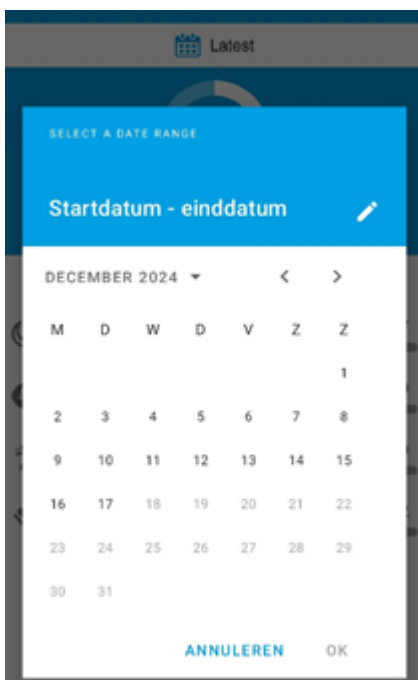 Latest
SELECT A DATE RANGE
Startdatum - einddatum
DECEMBER 2024
M D W D V Z Z
1
2 3 4 5 6 7 8
9 10 11 12 13 14 15
16 17 18 19 20 21 22
23 24 25 26 27 28 29
30 31
ANNULEREN OK